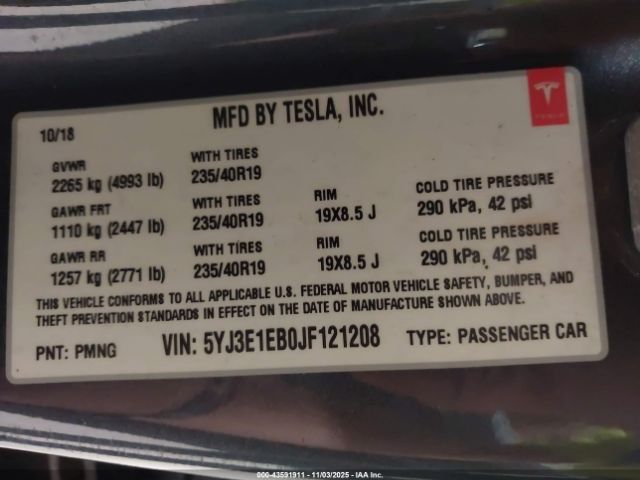 MFD BY TESLA, INC.
TESLA
10/18
GVWR
2265 kg (4993 lb)
WITH TIRES
235/40R19
GAWR FRT
1110 kg (2447 lb)
WITH TIRES
235/40R19
RIM
19X8.5 J
COLD TIRE PRESSURE
290 kPa, 42 psi
GAWR RR
1257 kg (2771 lb)
WITH TIRES
235/40R19
RIM
19X8.5 J
COLD TIRE PRESSURE
290 kPa, 42 psi
THIS VEHICLE CONFORMS TO ALL APPLICABLE U.S. FEDERAL MOTOR VEHICLE SAFETY, BUMPER, AND
THEFT PREVENTION STANDARDS IN EFFECT ON THE DATE OF MANUFACTURE SHOWN ABOVE.
PNT: PMNG VIN: 5YJ3E1EB0JF121208 TYPE: PASSENGER CAR
000-43591911 - 11/03/2025 - IAA Inc.